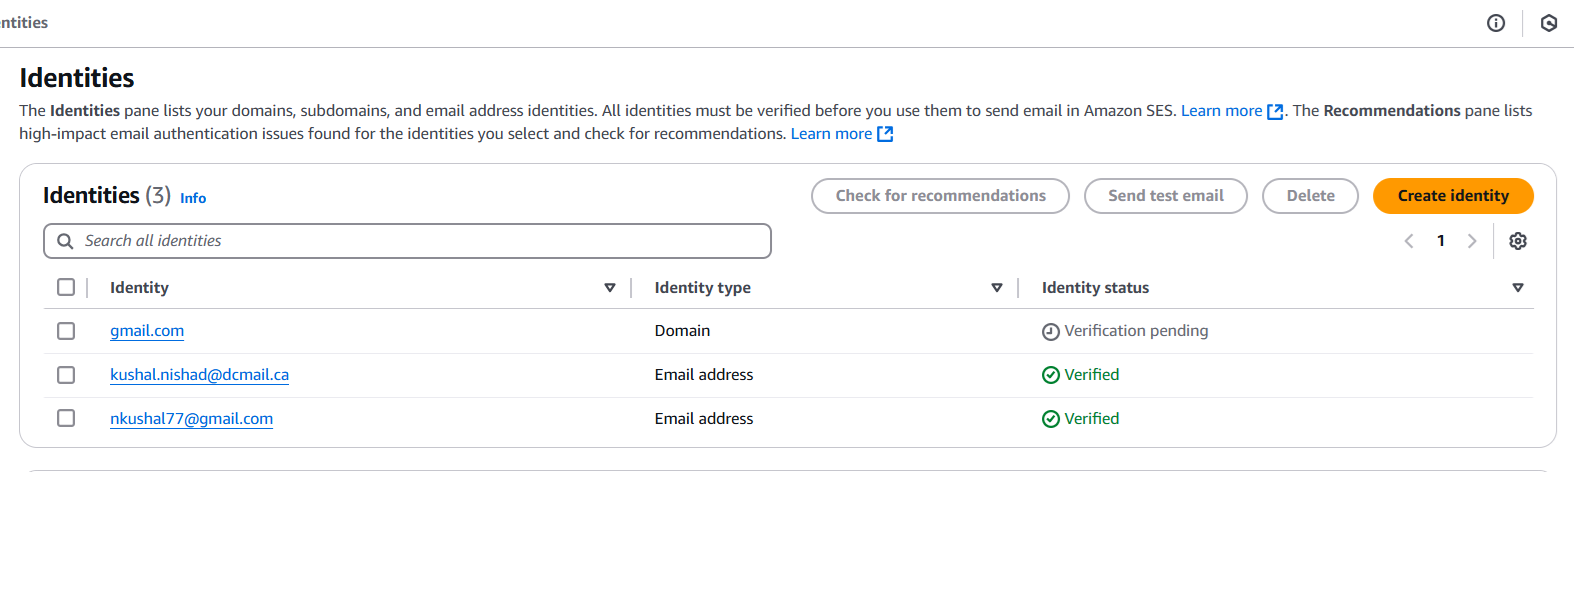 entities
Identities
The Identities pane lists your domains, subdomains, and email address identities. All identities must be verified before you use them to send email in Amazon SES. Learn more. The Recommendations pane lists
high-impact email authentication issues found for the identities you select and check for recommendations. Learn more
Identities (3) Info
Check for recommendations
Send test email
Delete
Create identity
Search all identities
1
Identity Identity type Identity status
gmail.com Domain Verification pending
kushal.nishad@dcmail.ca Email address Verified
nkushal77@gmail.com Email address Verified